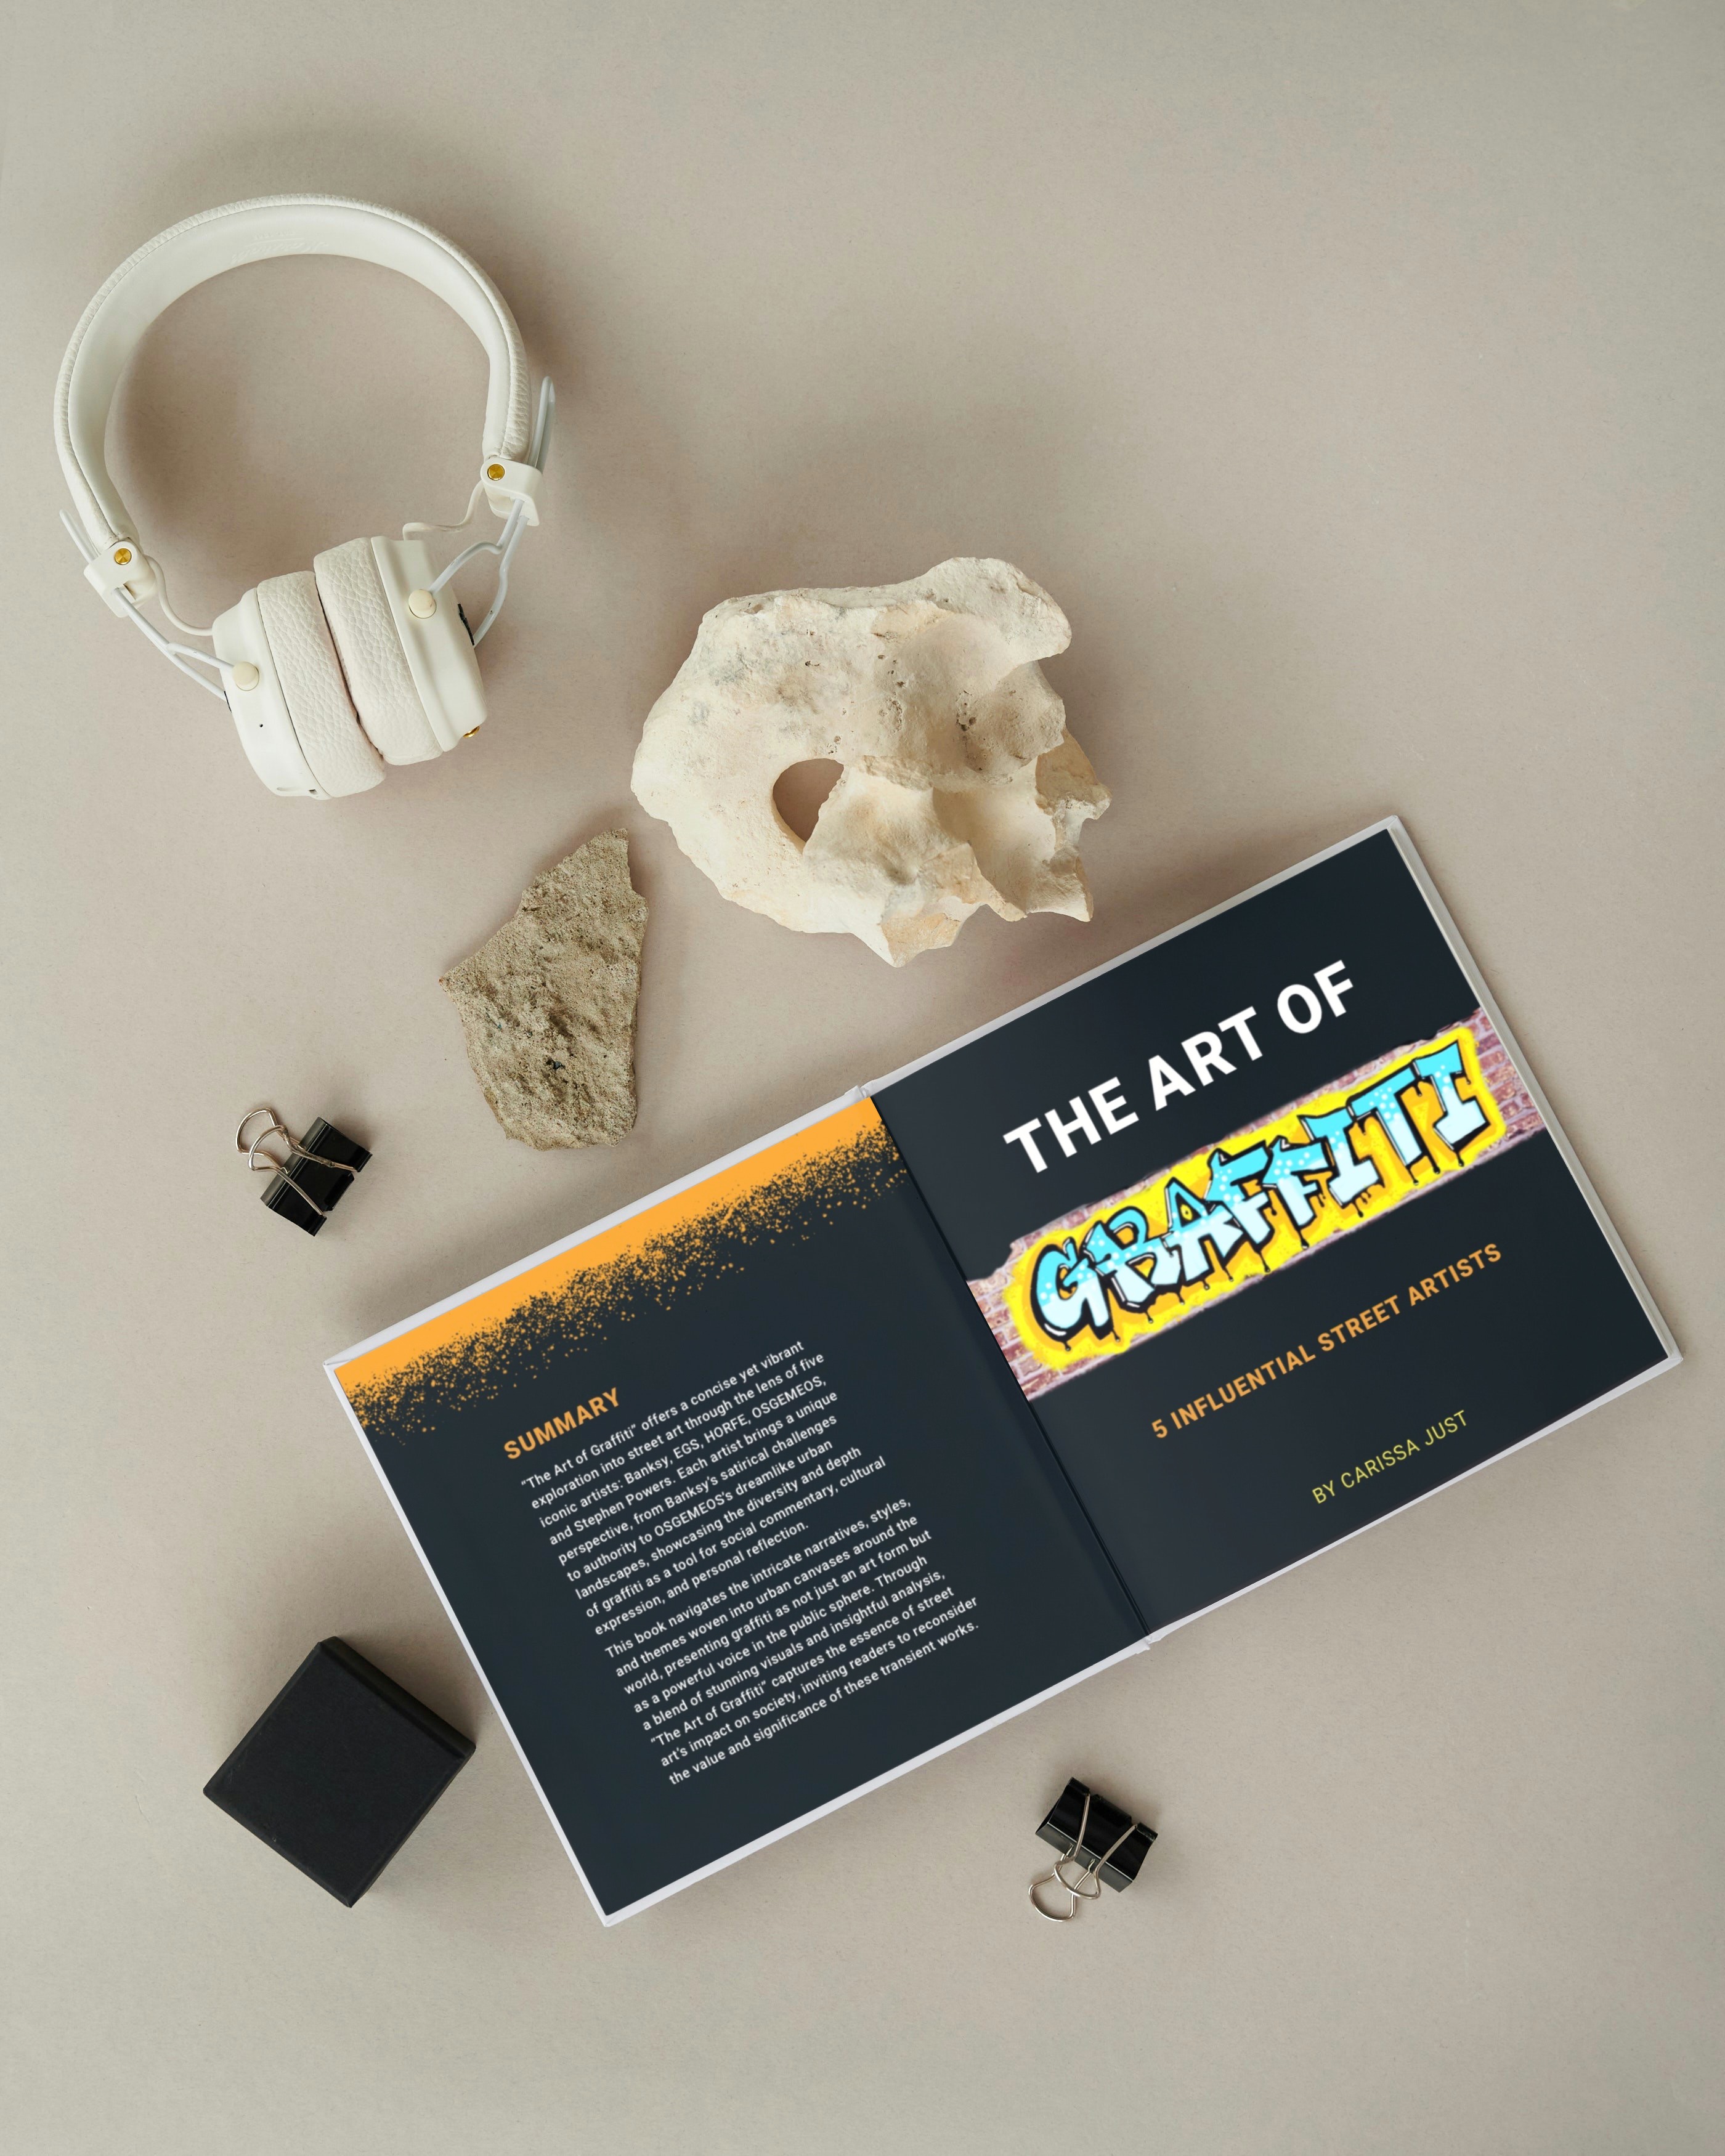 SUMMARY
"The Art of Graffiti" offers a concise yet vibrant
exploration into street art through the lens of five
iconic artists: Banksy, EGS, HORFE, OSGEMEOS,
and Stephen Powers. Each artist brings a unique
perspective, from Banksy's satirical challenges
to authority to OSGEMEOS's dreamlike urban
landscapes, showcasing the diversity and depth
of graffiti as a tool for social commentary, cultural
expression, and personal reflection.
This book navigates the intricate narratives, styles,
and themes woven into urban canvases around the
world, presenting graffiti as not just an art form but
as a powerful voice in the public sphere. Through
a blend of stunning visuals and insightful analysis,
"The Art of Graffiti" captures the essence of street
art's impact on society, inviting readers to reconsider
the value and significance of these transient works.
THE ART OF
GRAFFITI
5 INFLUENTIAL STREET ARTISTS
BY CARISSA JUST